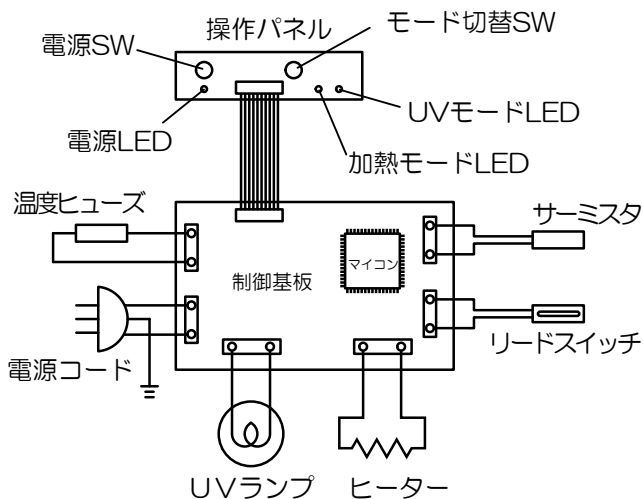 操作パネル
モード切替SW
電源SW
UVモードLED
電源LED
加熱モードLED
温度ヒューズ
サーミスタ
マイコン
制御基板
リードスイッチ
電源コード
UVランプ
ヒーター